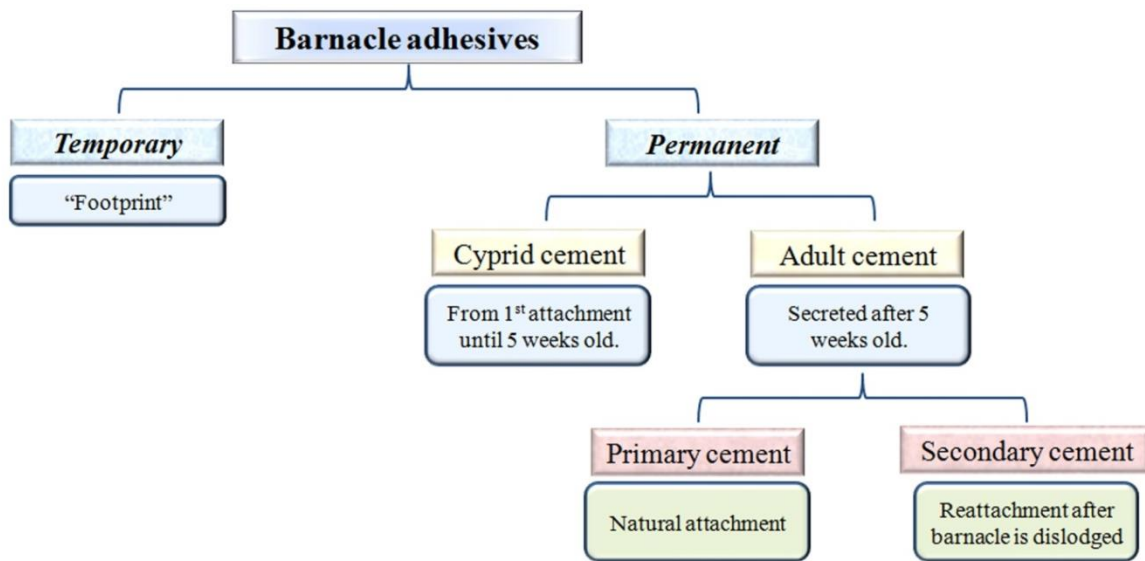 Barnacle adhesives
Temporary
Permanent
“Footprint”
Cyprid cement
Adult cement
From 1st attachment
until 5 weeks old.
Secreted after 5
weeks old.
Primary cement
Secondary cement
Natural attachment
Reattachment after
barnacle is dislodged